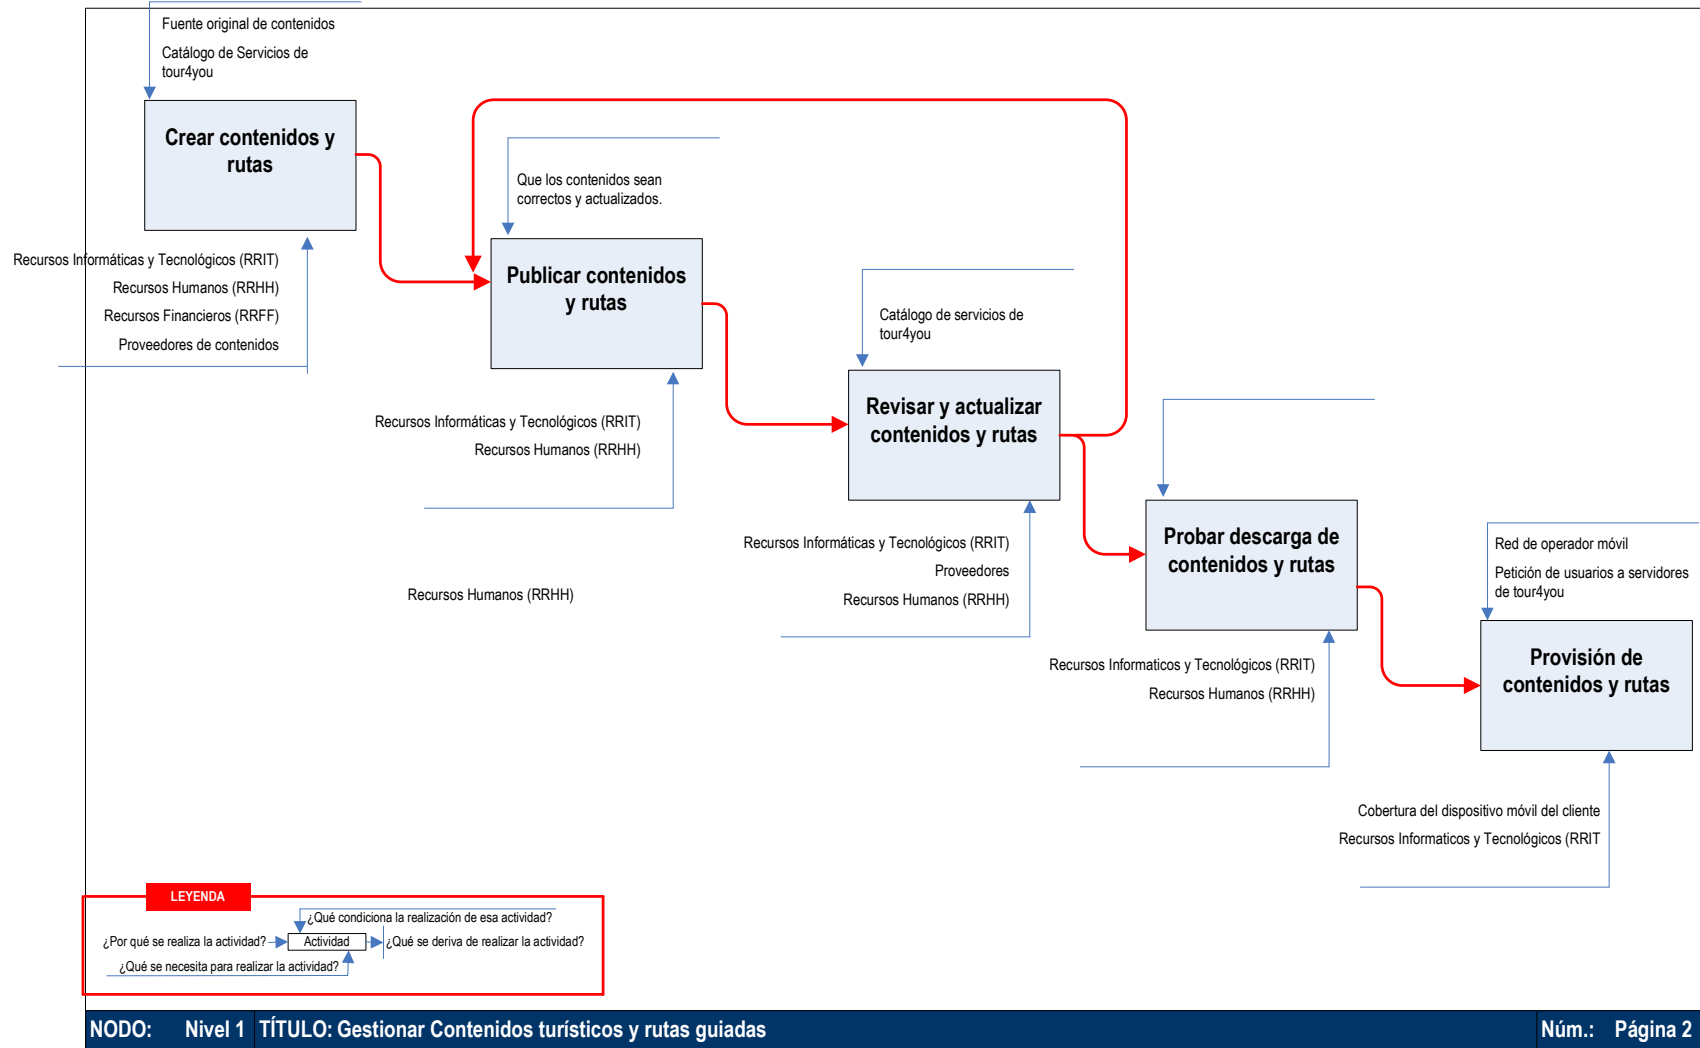 Fuente original de contenidos
Catálogo de Servicios de
tour4you
Crear contenidos y
rutas
Recursos Informáticas y Tecnológicos (RRIT)
Recursos Humanos (RRHH)
Recursos Financieros (RRFF)
Proveedores de contenidos
Que los contenidos sean
correctos y actualizados.
Publicar contenidos
y rutas
Recursos Informáticas y Tecnológicos (RRIT)
Recursos Humanos (RRHH)
Recursos Humanos (RRHH)
Catálogo de servicios de
tour4you
Revisar y actualizar
contenidos y rutas
Recursos Informáticas y Tecnológicos (RRIT)
Proveedores
Recursos Humanos (RRHH)
Probar descarga de
contenidos y rutas
Recursos Informaticos y Tecnológicos (RRIT)
Recursos Humanos (RRHH)
Red de operador móvil
Petición de usuarios a servidores
de tour4you
Provisión de
contenidos y rutas
Cobertura del dispositivo móvil del cliente
Recursos Informaticos y Tecnológicos (RRIT
LEYENDA
¿Qué condiciona la realización de esa actividad?
¿Por qué se realiza la actividad?
Actividad
¿Qué se deriva de realizar la actividad?
¿Qué se necesita para realizar la actividad?
NODO: Nivel 1 TÍTULO: Gestionar Contenidos turísticos y rutas guiadas Núm.: Página 2